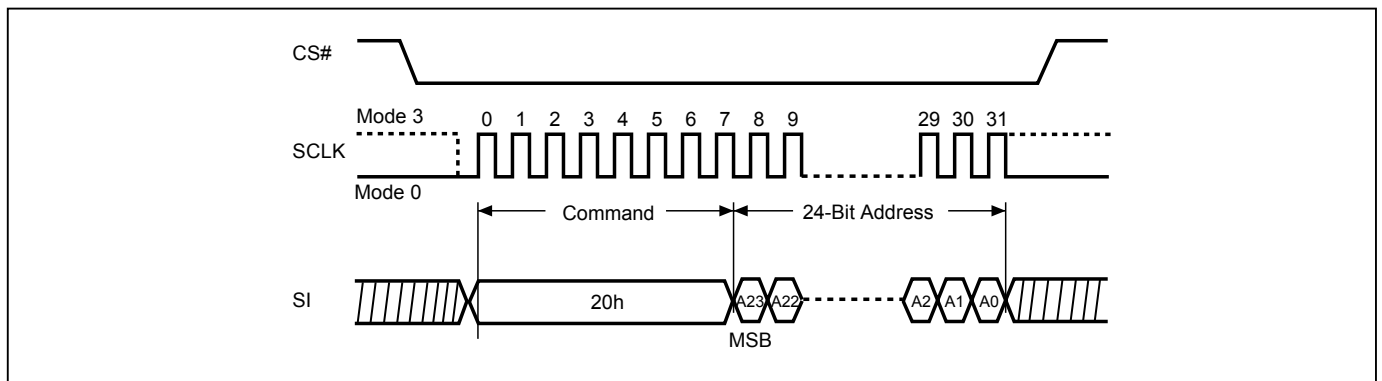 CS#
Mode 3
0 1 2 3 4 5 6 7 8 9 29 30 31
SCLK
Mode 0
Command 24-Bit Address
SI 20h A23 A22 A2 A1 A0
MSB